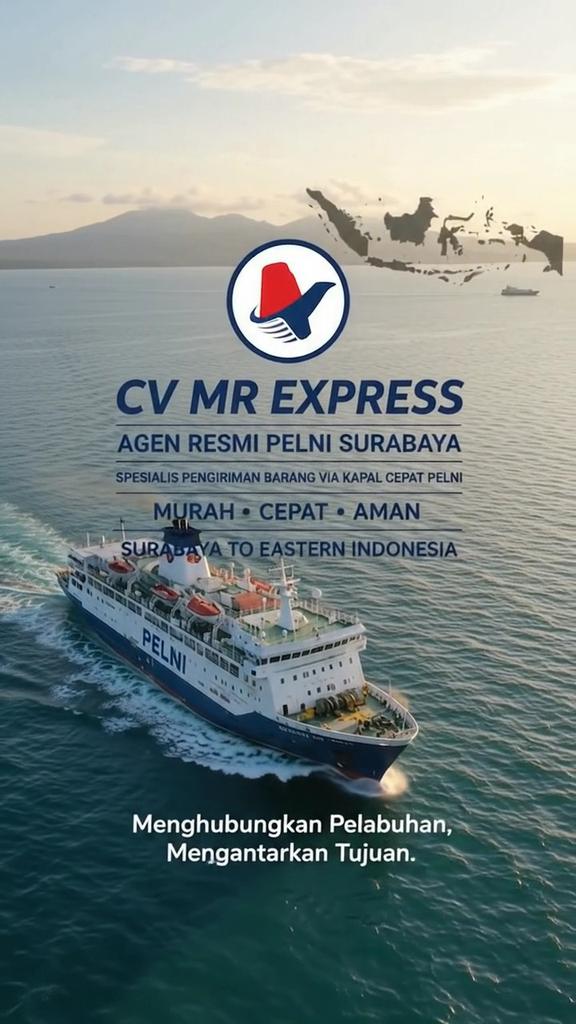 CV MR EXPRESS
AGEN RESMI PELNI SURABAYA
SPESIALIS PENGIRIMAN BARANG VIA KAPAL CEPAT PELNI
MURAH • CEPAT • AMAN
SURABAYA TO EASTERN INDONESIA
PELNI
Menghubungkan Pelabuhan,
Mengantarkan Tujuan.